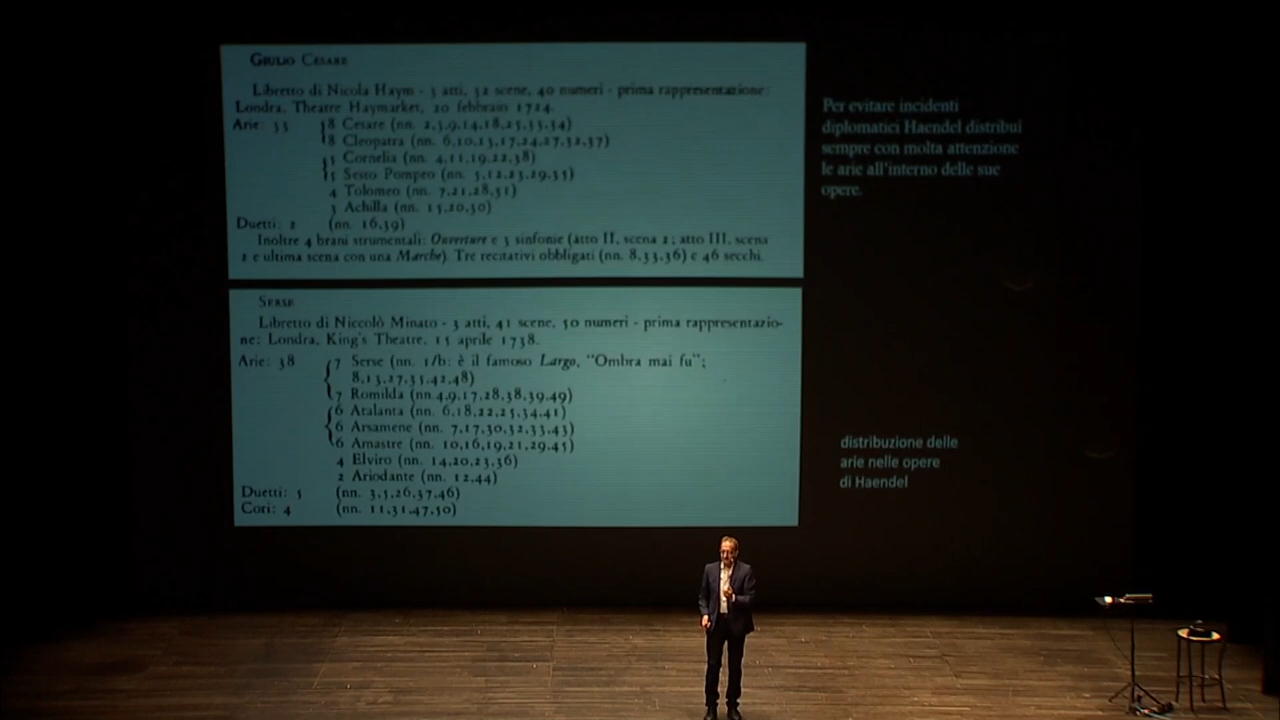 GIULIO CESARE
Libretto di Nicola Haym - 3 atti, 32 scene, 40 numeri - prima rappresentazione:
Londra, Theatre Haymarket, 20 febbraio 1724.
Arie: 33 8 Cesare (nn. 2,3,9,14,18,25,33,34)
8 Cleopatra (nn. 6,10,13,17,24,27,32,37)
5 Cornelia (nn. 4,11,19,22,38)
5 Sesto Pompeo (nn. 5,12,23,29,35)
4 Tolomeo (nn. 7,21,28,31)
3 Achilla (nn. 15,20,30)
Duetti: 2 (nn. 16,39)
Inoltre 4 brani strumentali: Ouverture e 3 sinfonie (atto II, scena 2; atto III, scena
2 e ultima scena con una Marche). Tre recitativi obbligati (nn. 8,33,36) e 46 secchi.
Per evitare incidenti
diplomatici Haendel distribuì
sempre con molta attenzione
le arie all'interno delle sue
opere.
SERSE
Libretto di Niccolò Minato - 3 atti, 41 scene, 50 numeri - prima rappresentazio-
ne: Londra, King's Theatre, 15 aprile 1738.
Arie: 38 7 Serse (nn. 1/b: è il famoso Largo, "Ombra mai fu";
8,13,27,35,42,48)
7 Romilda (nn.4,9,17,28,38,39,49)
6 Atalanta (nn. 6,18,22,25,34,41)
6 Arsamene (nn. 7,17,30,32,33,43)
6 Amastre (nn. 10,16,19,21,29,45)
4 Elviro (nn. 14,20,23,36)
2 Ariodante (nn. 12,44)
Duetti: 5 (nn. 3,5,26,37,46)
Cori: 4 (nn. 11,31,47,50)
distribuzione delle
arie nelle opere
di Haendel